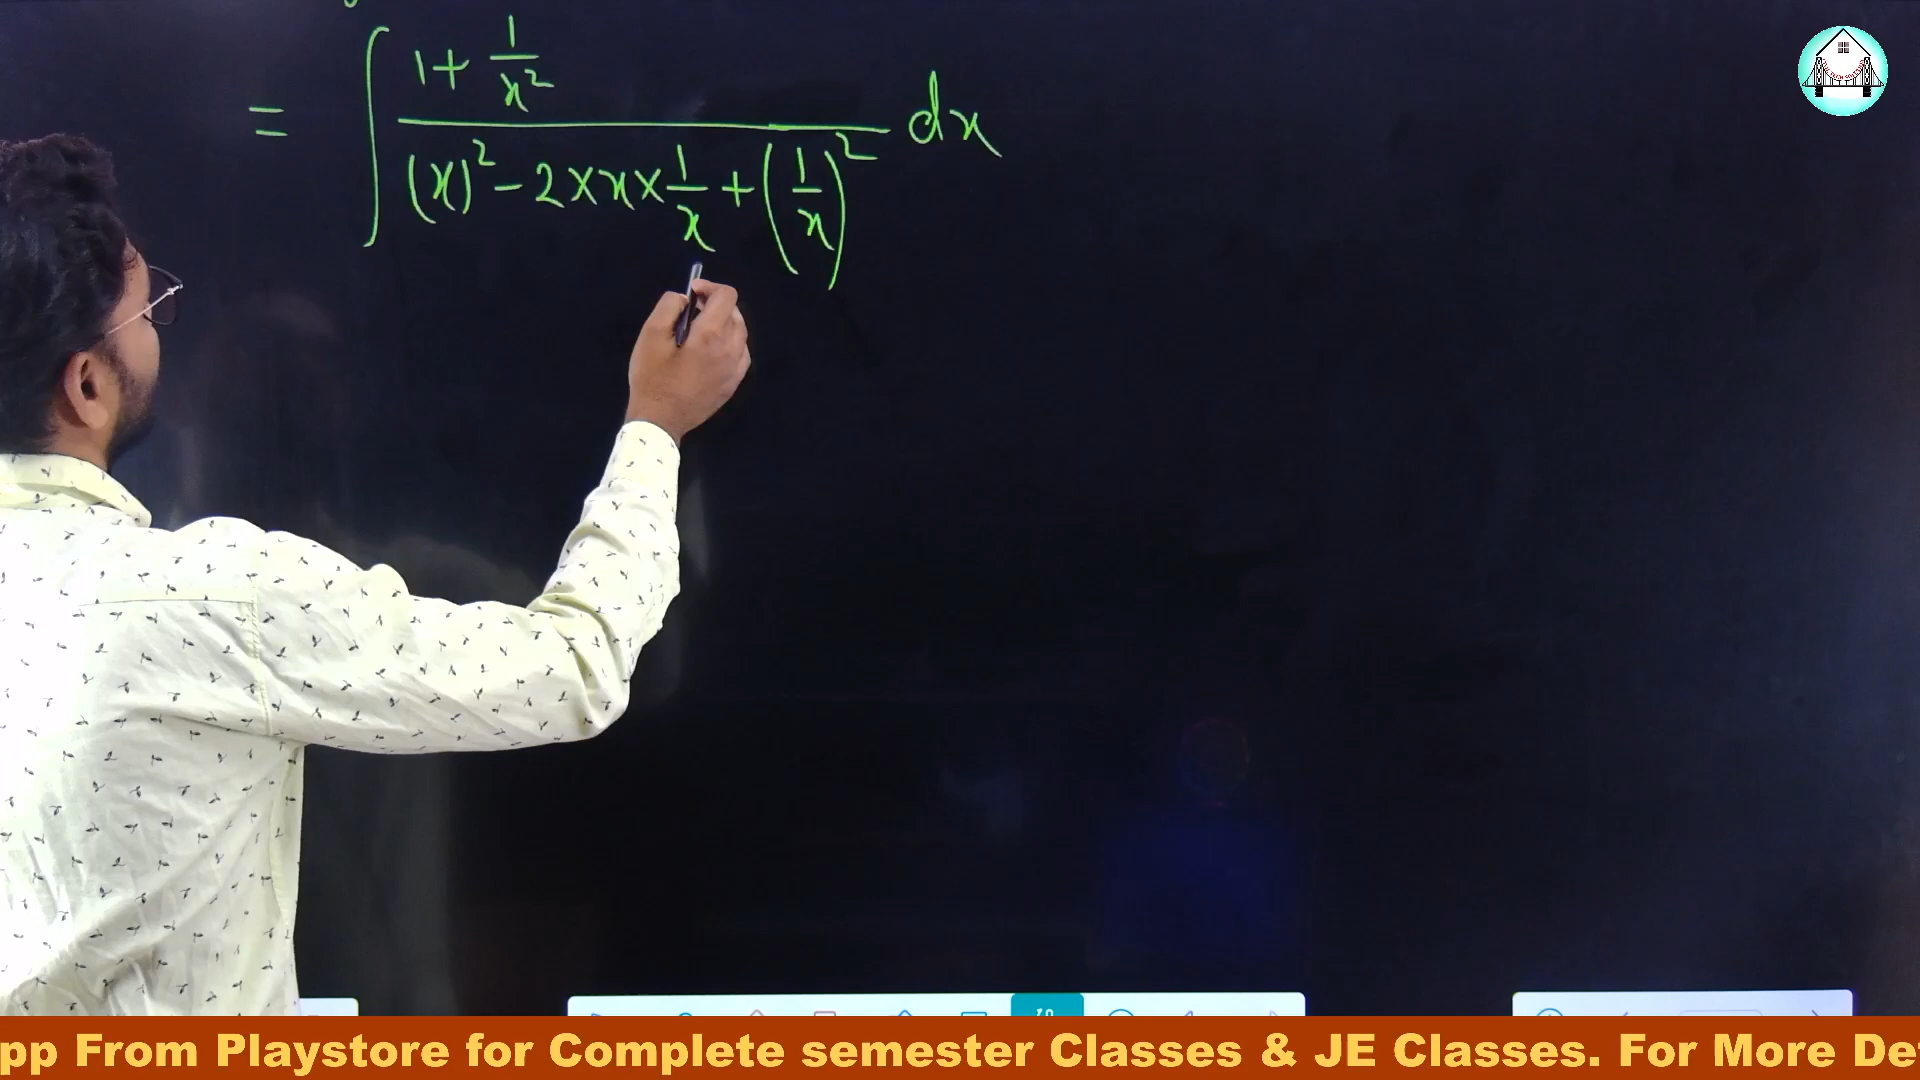 = ∫ (1 + 1/x²) / ((x)² - 2 × x × 1/x + (1/x)²) dx
pp From Playstore for Complete semester Classes & JE Classes. For More De